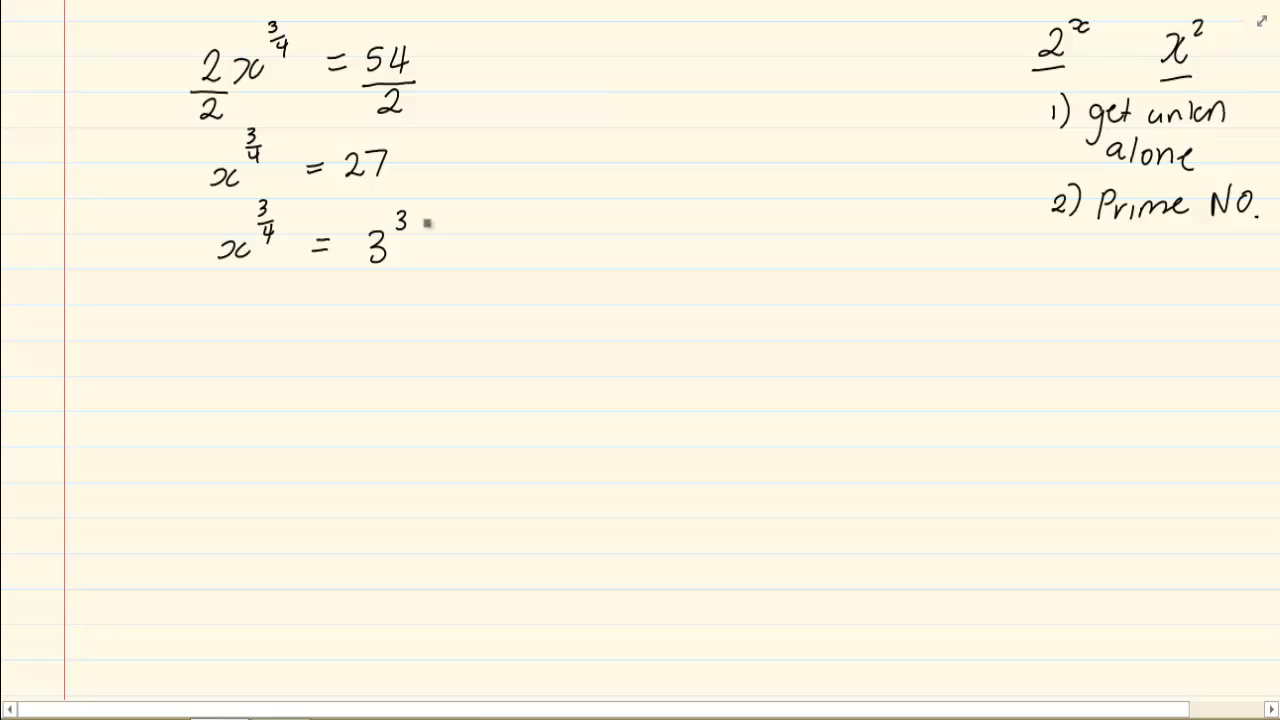 2x^{3/4} = 54
2 2
x^{3/4} = 27
x^{3/4} = 3^3
2^x x^2
1) get unkn
alone
2) Prime NO.